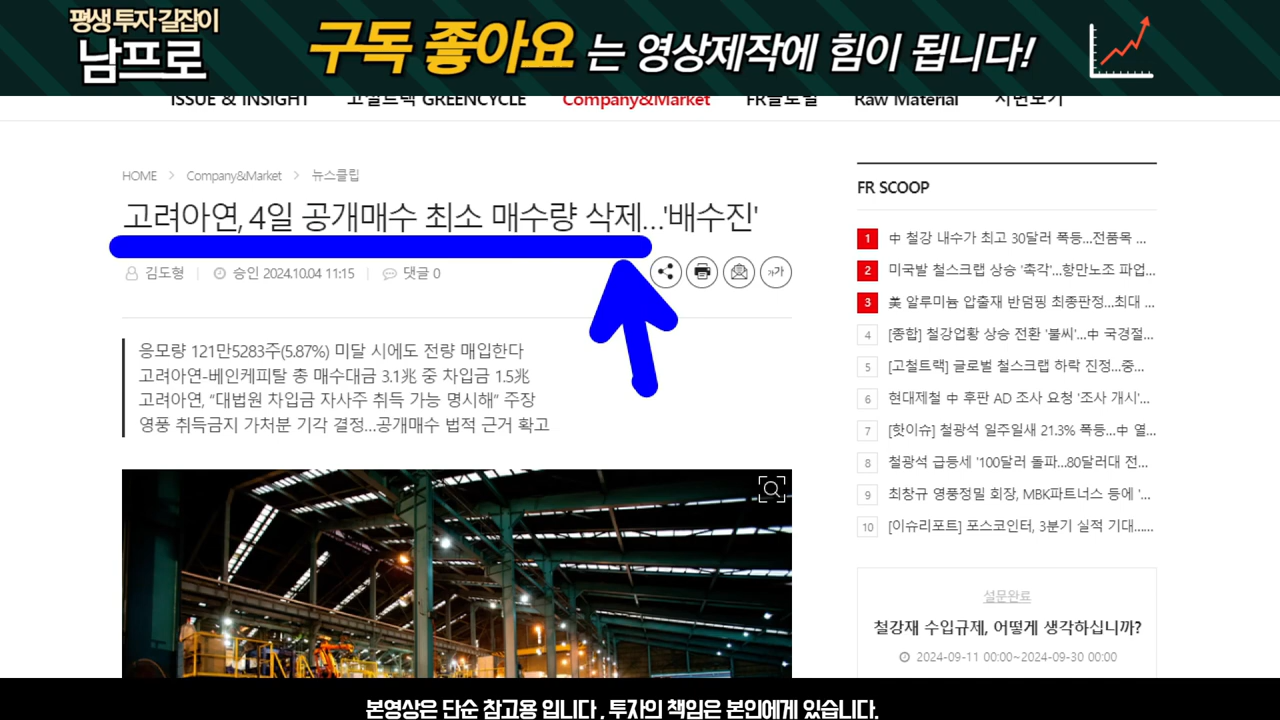 평생 투자 길잡이
남프로
구독 좋아요 는 영상제작에 힘이 됩니다!
ISSUE & INSIGHT 고철트랙 GREENCYCLE Company&Market FR글로벌 Raw Material 지면보기
HOME > Company&Market > 뉴스클립
고려아연, 4일 공개매수 최소 매수량 삭제...'배수진'
김도형 | 승인 2024.10.04 11:15 | 댓글 0
가가
응모량 121만5283주(5.87%) 미달 시에도 전량 매입한다
고려아연-베인케피탈 총 매수대금 3.1兆 중 차입금 1.5兆
고려아연, “대법원 차입금 자사주 취득 가능 명시해” 주장
영풍 취득금지 가처분 기각 결정...공개매수 법적 근거 확고
FR SCOOP
1 中 철강 내수가 최고 30달러 폭등...전품목 ...
2 미국발 철스크랩 상승 '촉각'...항만노조 파업...
3 美 알루미늄 압출재 반덤핑 최종판정...최대 ...
4 [종합] 철강업황 상승 전환 '불씨'...中 국경절...
5 [고철트랙] 글로벌 철스크랩 하락 진정...중...
6 현대제철 中 후판 AD 조사 요청 '조사 개시'...
7 [핫이슈] 철광석 일주일새 21.3% 폭등...中 열...
8 철광석 급등세 '100달러 돌파...80달러대 전...
9 최창규 영풍정밀 회장, MBK파트너스 등에 '...
10 [이슈리포트] 포스코인터, 3분기 실적 기대......
설문완료
철강재 수입규제, 어떻게 생각하십니까?
2024-09-11 00:00~2024-09-30 00:00
본영상은 단순 참고용 입니다 , 투자의 책임은 본인에게 있습니다.